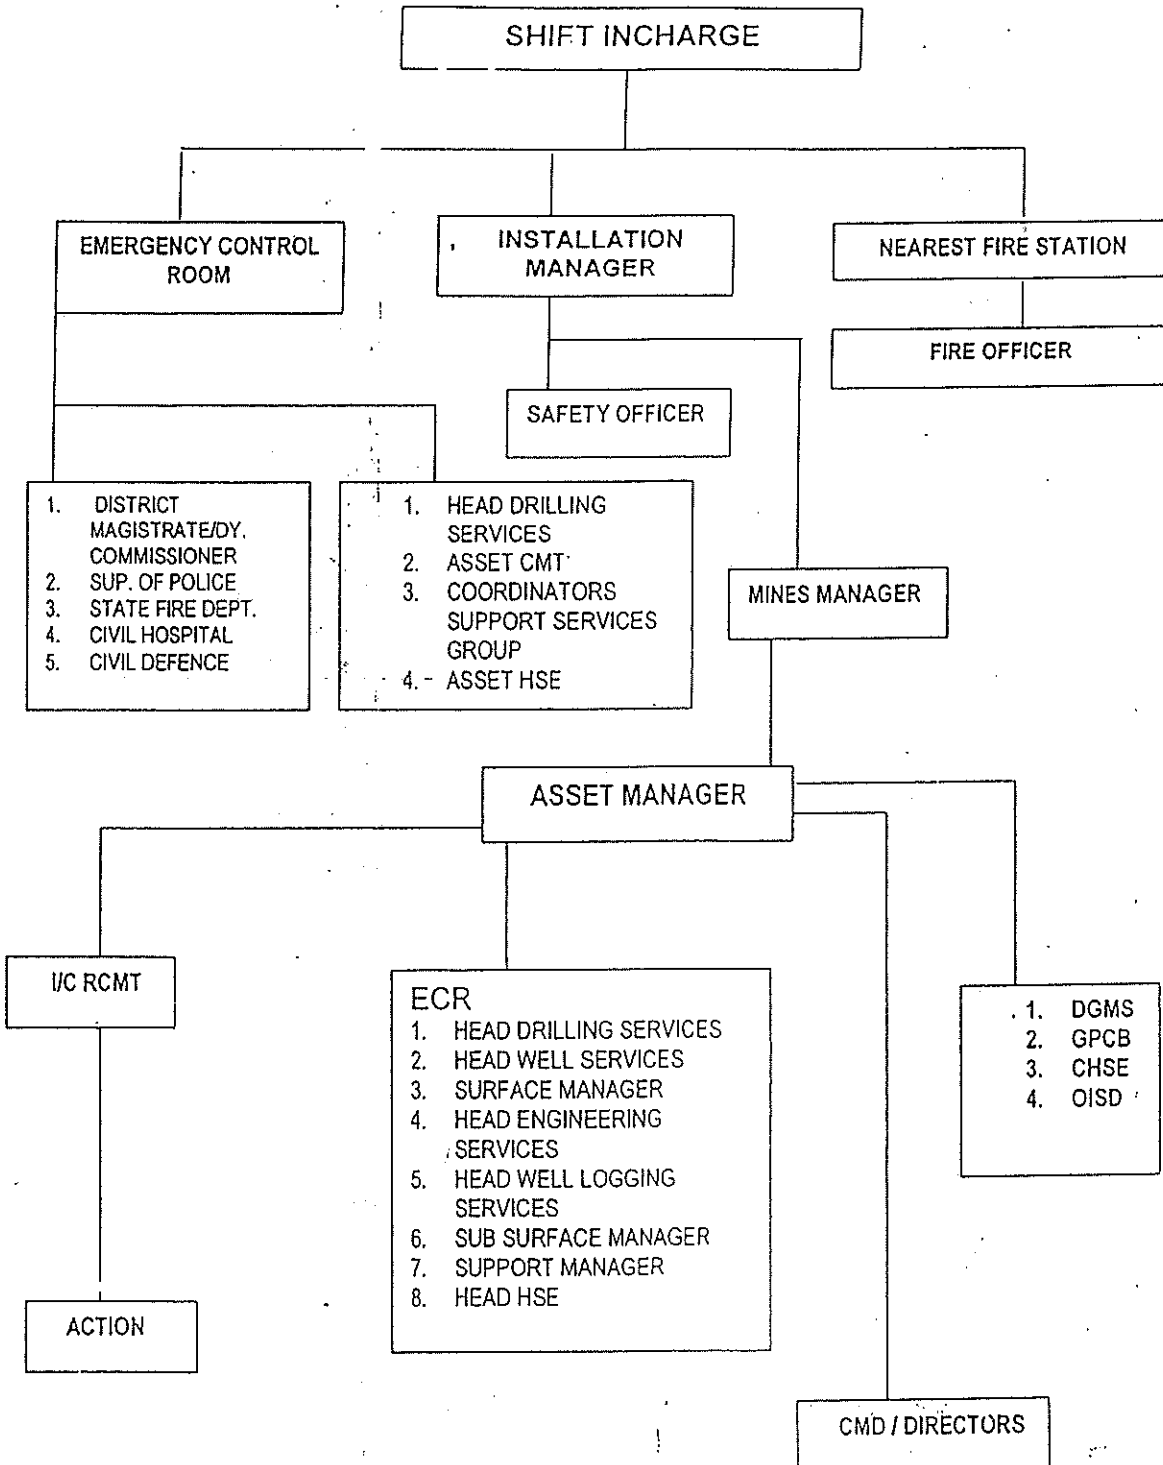 SHIFT INCHARGE
EMERGENCY CONTROL
ROOM
INSTALLATION
MANAGER
NEAREST FIRE STATION
FIRE OFFICER
SAFETY OFFICER
1. DISTRICT
MAGISTRATE/DY.
COMMISSIONER
2. SUP. OF POLICE
3. STATE FIRE DEPT.
4. CIVIL HOSPITAL
5. CIVIL DEFENCE
1. HEAD DRILLING
SERVICES
2. ASSET CMT
3. COORDINATORS
SUPPORT SERVICES
GROUP
4. ASSET HSE
MINES MANAGER
ASSET MANAGER
I/C RCMT
ACTION
ECR
1. HEAD DRILLING SERVICES
2. HEAD WELL SERVICES
3. SURFACE MANAGER
4. HEAD ENGINEERING
SERVICES
5. HEAD WELL LOGGING
SERVICES
6. SUB SURFACE MANAGER
7. SUPPORT MANAGER
8. HEAD HSE
1. DGMS
2. GPCB
3. CHSE
4. OISD
CMD / DIRECTORS